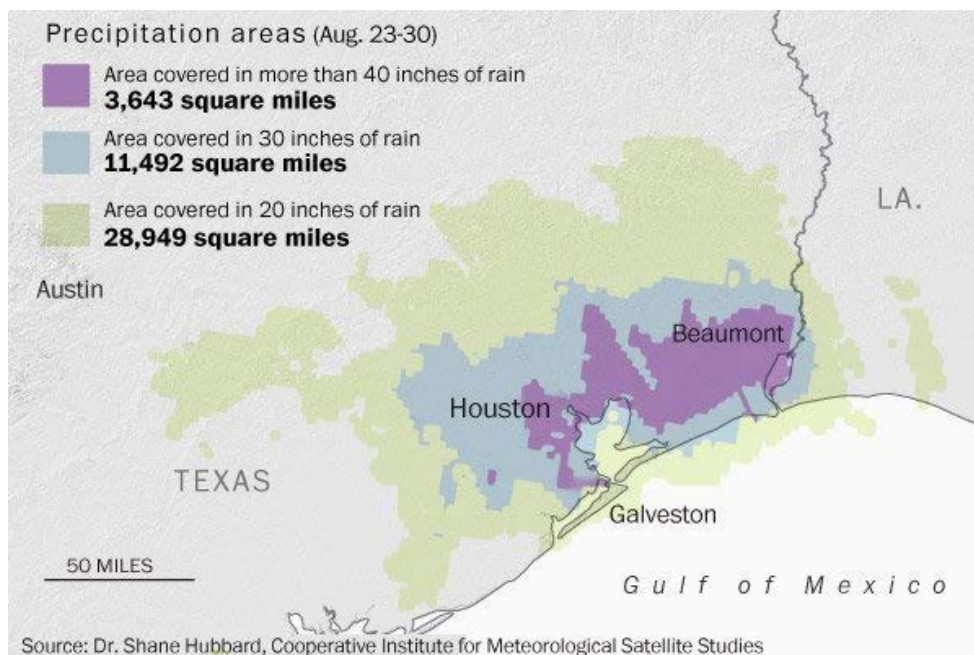 Precipitation areas (Aug. 23-30)
Area covered in more than 40 inches of rain
3,643 square miles
Area covered in 30 inches of rain
11,492 square miles
Area covered in 20 inches of rain
28,949 square miles
LA.
Austin
Beaumont
Houston
TEXAS
Galveston
50 MILES
Gulf of Mexico
Source: Dr. Shane Hubbard, Cooperative Institute for Meteorological Satellite Studies